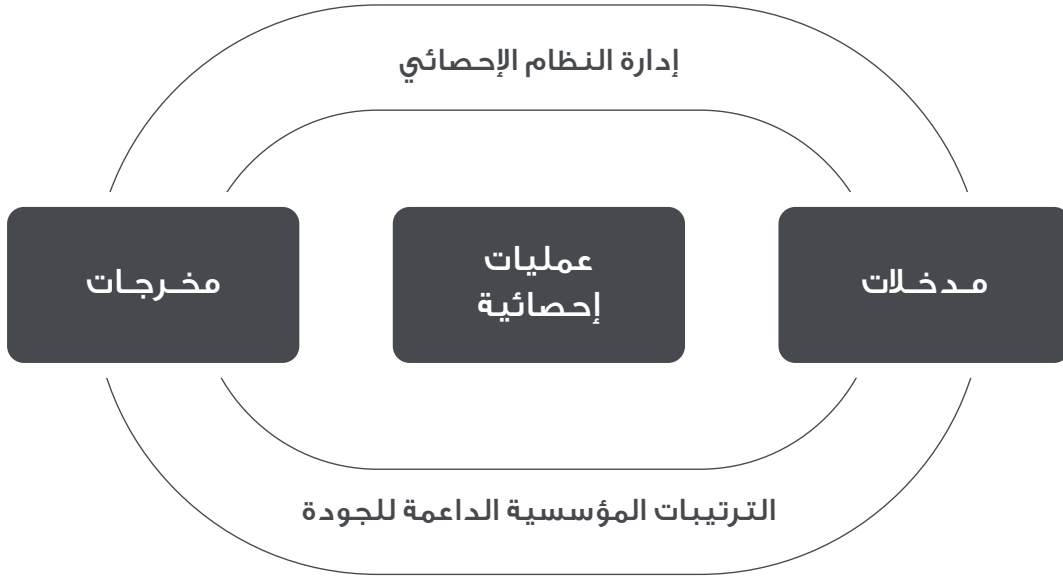 إدارة النظام الإحصائي
مدخلات
عمليات
إحصائية
مخرجات
الترتيبات المؤسسية الداعمة للجودة